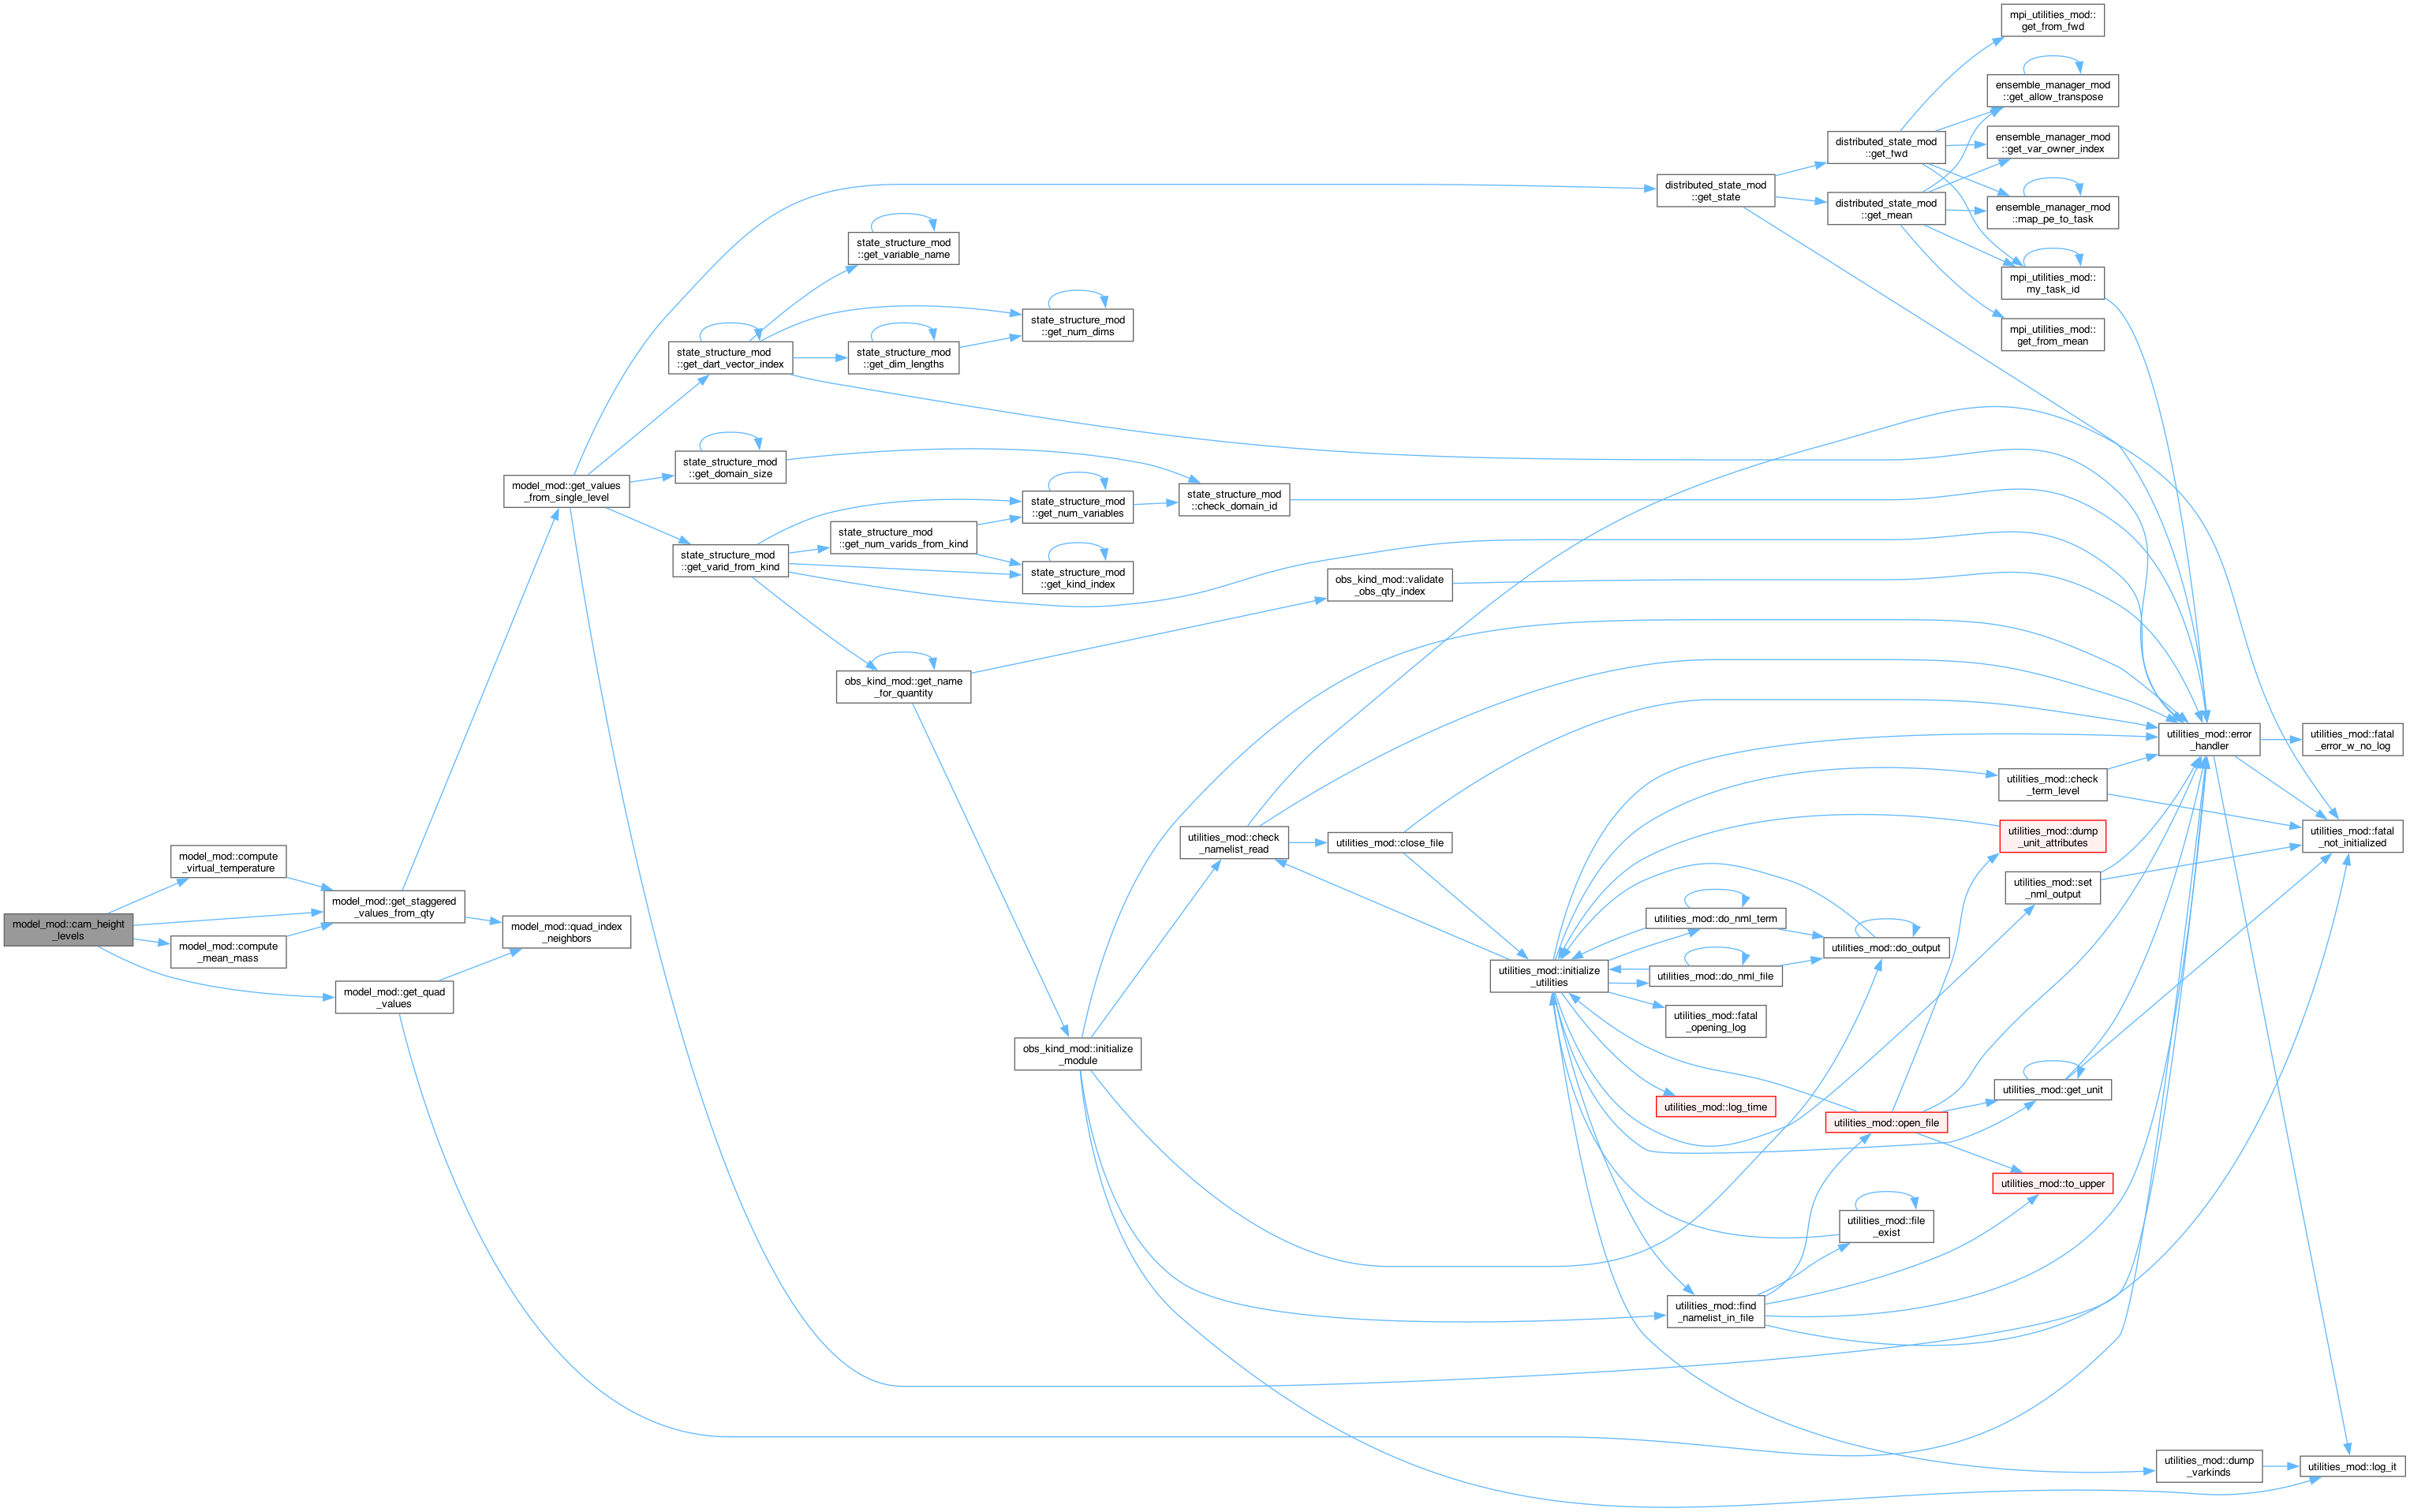 mpi_utilities_mod::
get_from_fwd
ensemble_manager_mod
::get_allow_transpose
ensemble_manager_mod
::get_var_owner_index
distributed_state_mod
::get_fwd
distributed_state_mod
::get_state
distributed_state_mod
::get_mean
ensemble_manager_mod
::map_pe_to_task
mpi_utilities_mod::
my_task_id
mpi_utilities_mod::
get_from_mean
state_structure_mod
::get_variable_name
state_structure_mod
::get_num_dims
state_structure_mod
::get_dart_vector_index
state_structure_mod
::get_dim_lengths
state_structure_mod
::get_domain_size
model_mod::get_values
_from_single_level
state_structure_mod
::get_num_variables
state_structure_mod
::check_domain_id
state_structure_mod
::get_num_varids_from_kind
state_structure_mod
::get_varid_from_kind
state_structure_mod
::get_kind_index
obs_kind_mod::validate
_obs_qty_index
obs_kind_mod::get_name
_for_quantity
utilities_mod::error
_handler
utilities_mod::fatal
_error_w_no_log
utilities_mod::check
_term_level
utilities_mod::dump
_unit_attributes
utilities_mod::fatal
_not_initialized
utilities_mod::check
_namelist_read
utilities_mod::close_file
utilities_mod::set
_nml_output
model_mod::compute
_virtual_temperature
model_mod::get_staggered
_values_from_qty
model_mod::cam_height
_levels
model_mod::quad_index
_neighbors
model_mod::compute
_mean_mass
model_mod::get_quad
_values
utilities_mod::do_nml_term
utilities_mod::do_output
utilities_mod::initialize
_utilities
utilities_mod::do_nml_file
utilities_mod::fatal
_opening_log
obs_kind_mod::initialize
_module
utilities_mod::get_unit
utilities_mod::log_time
utilities_mod::open_file
utilities_mod::to_upper
utilities_mod::file
_exist
utilities_mod::find
_namelist_in_file
utilities_mod::dump
_varkinds
utilities_mod::log_it